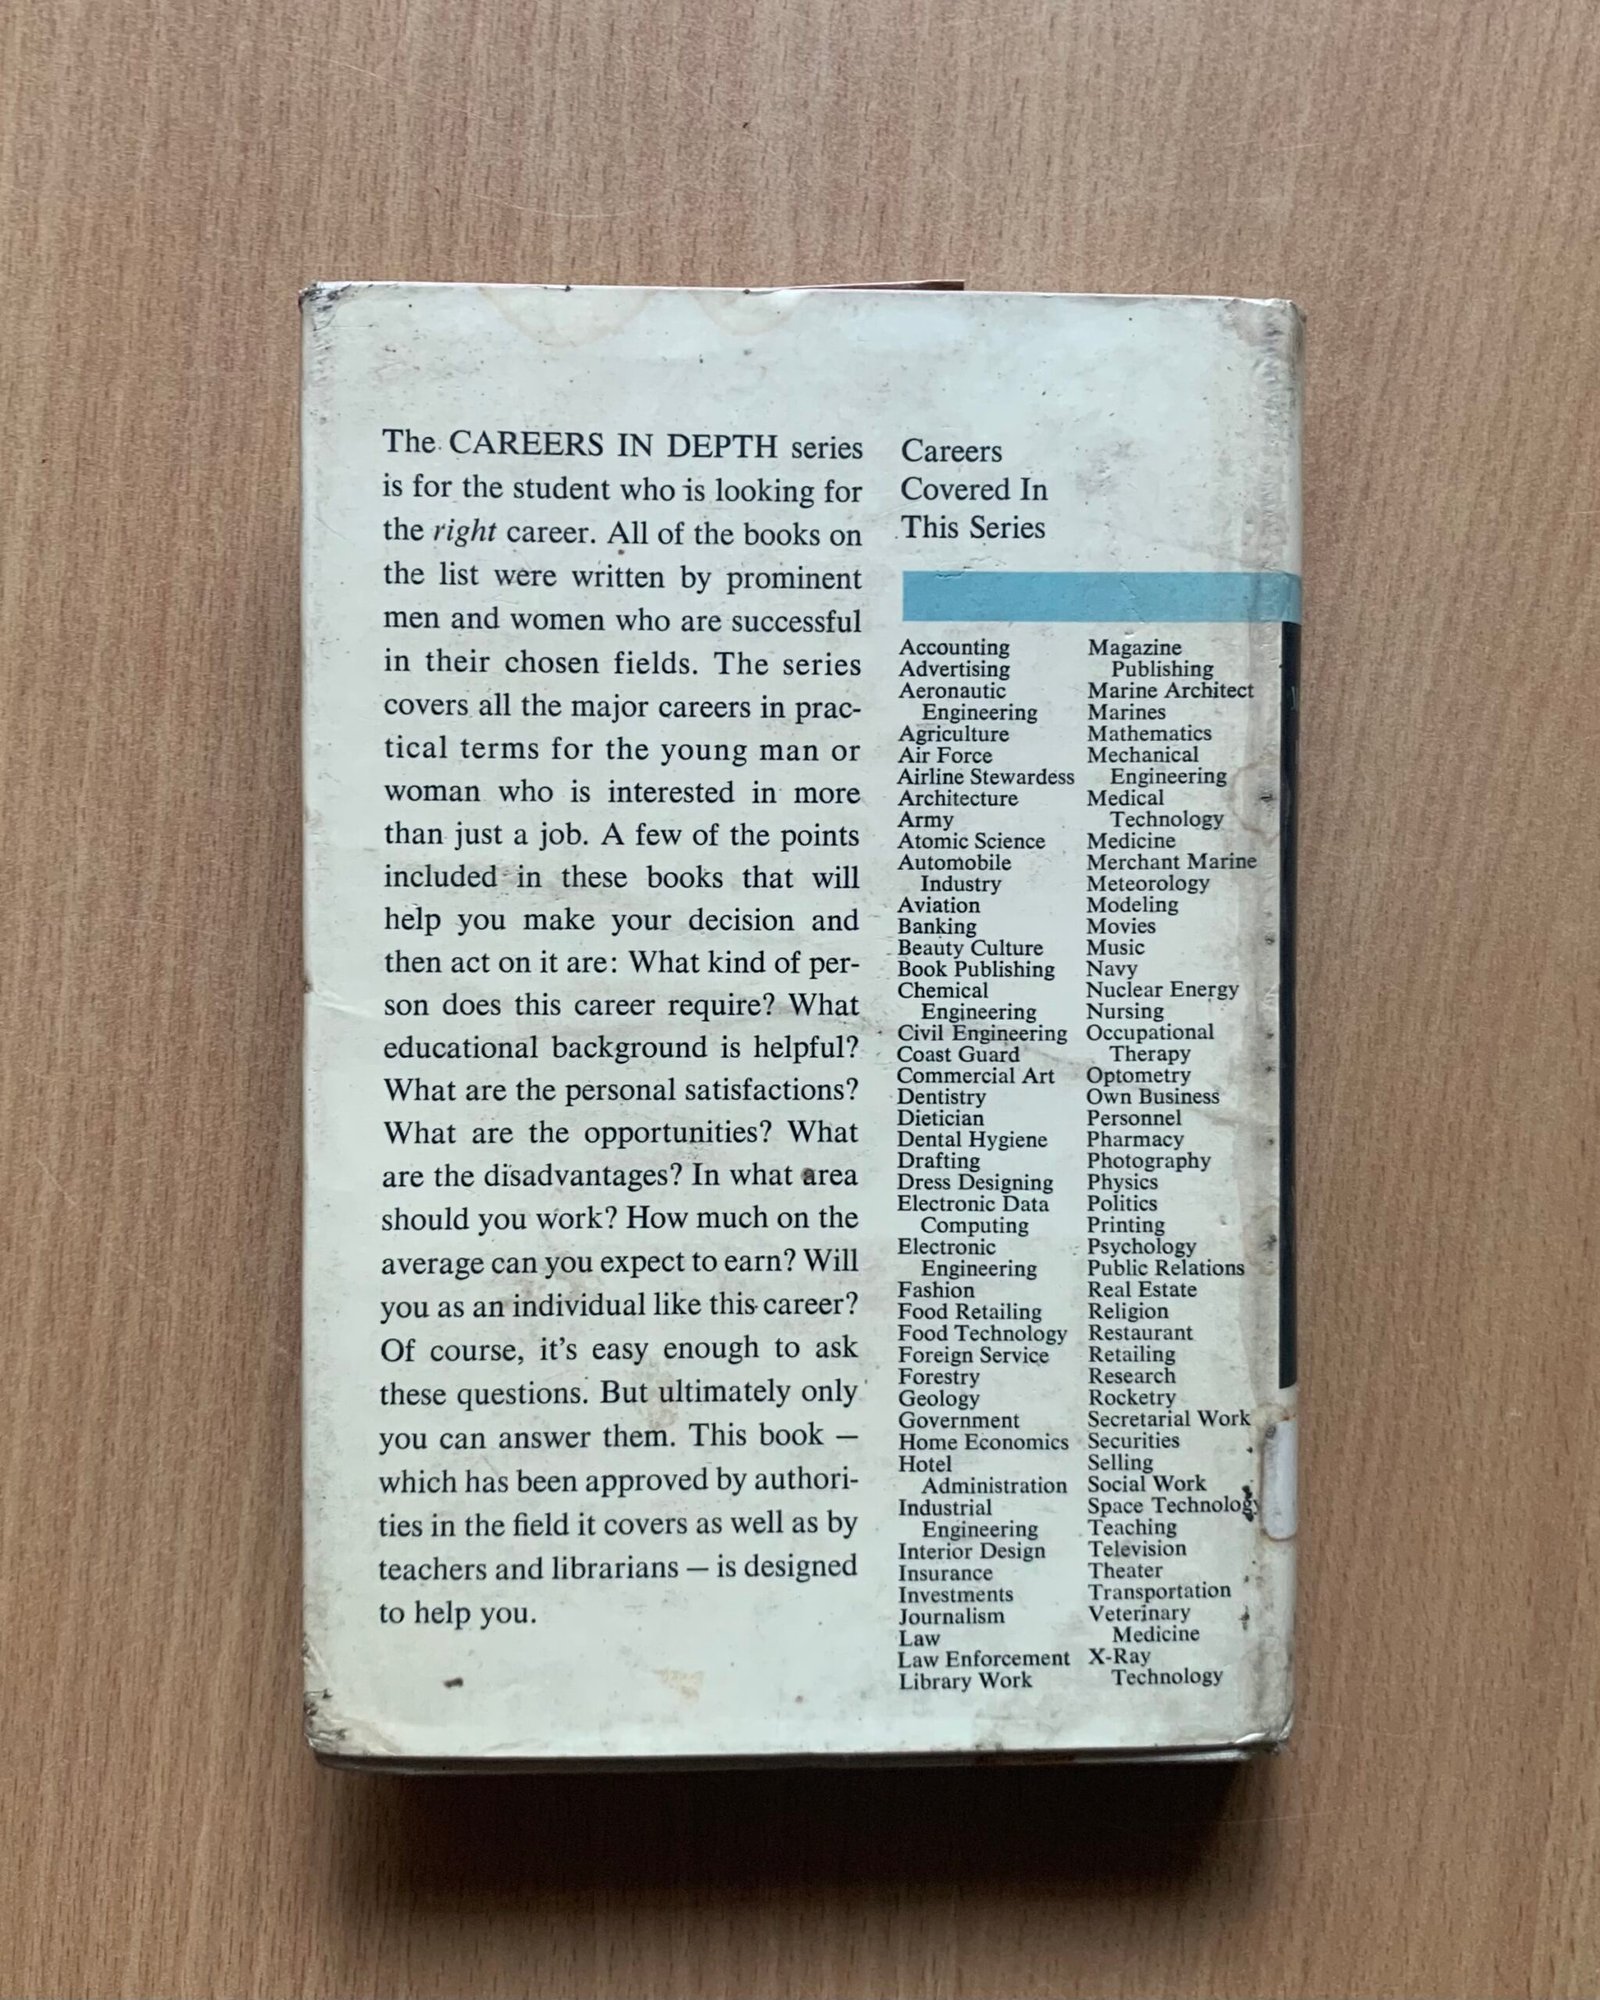 The CAREERS IN DEPTH series
is for the student who is looking for
the right career. All of the books on
the list were written by prominent
men and women who are successful
in their chosen fields. The series
covers all the major careers in prac-
tical terms for the young man or
woman who is interested in more
than just a job. A few of the points
included in these books that will
help you make your decision and
then act on it are: What kind of per-
son does this career require? What
educational background is helpful?
What are the personal satisfactions?
What are the opportunities? What
are the disadvantages? In what area
should you work? How much on the
average can you expect to earn? Will
you as an individual like this career?
Of course, it's easy enough to ask
these questions. But ultimately only
you can answer them. This book —
which has been approved by authori-
ties in the field it covers as well as by
teachers and librarians — is designed
to help you.
Careers
Covered In
This Series
Accounting
Advertising
Aeronautic
Engineering
Agriculture
Air Force
Airline Stewardess
Architecture
Army
Atomic Science
Automobile
Industry
Aviation
Banking
Beauty Culture
Book Publishing
Chemical
Engineering
Civil Engineering
Coast Guard
Commercial Art
Dentistry
Dietician
Dental Hygiene
Drafting
Dress Designing
Electronic Data
Computing
Electronic
Engineering
Fashion
Food Retailing
Food Technology
Foreign Service
Forestry
Geology
Government
Home Economics
Hotel
Administration
Industrial
Engineering
Interior Design
Insurance
Investments
Journalism
Law
Law Enforcement
Library Work
Magazine
Publishing
Marine Architect
Marines
Mathematics
Mechanical
Engineering
Medical
Technology
Medicine
Merchant Marine
Meteorology
Modeling
Movies
Music
Navy
Nuclear Energy
Nursing
Occupational
Therapy
Optometry
Own Business
Personnel
Pharmacy
Photography
Physics
Politics
Printing
Psychology
Public Relations
Real Estate
Religion
Restaurant
Retailing
Research
Rocketry
Secretarial Work
Securities
Selling
Social Work
Space Technology
Teaching
Television
Theater
Transportation
Veterinary
Medicine
X-Ray
Technology